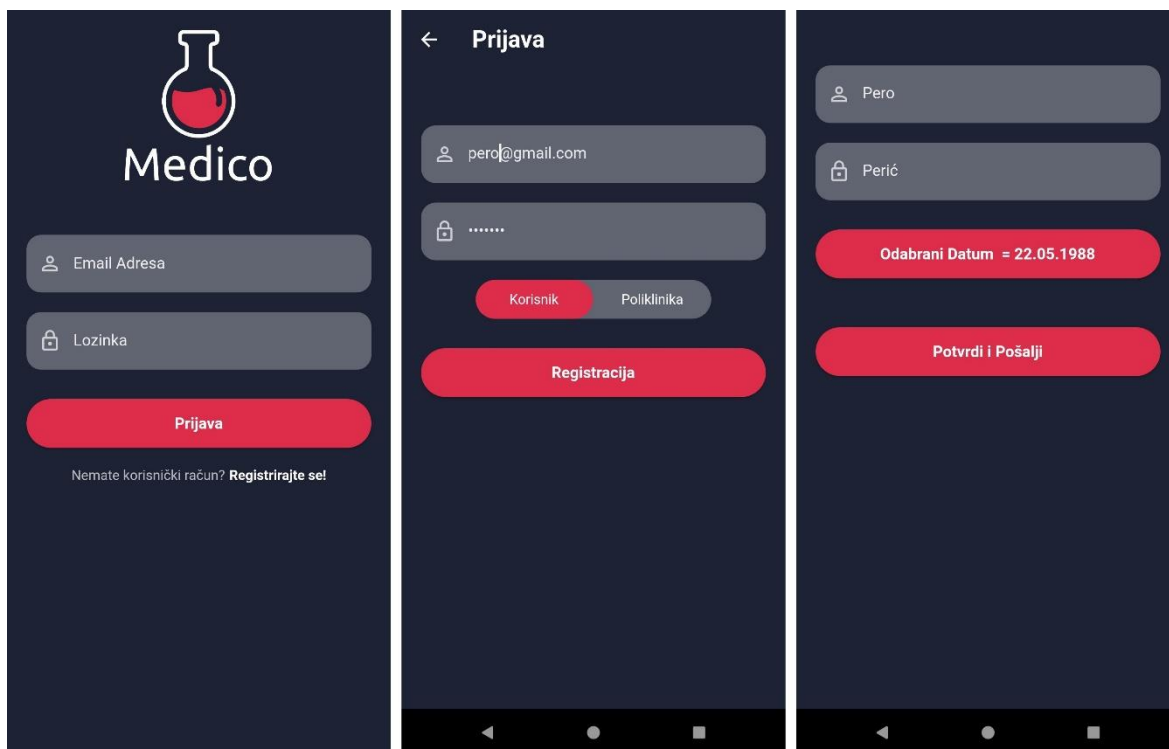 Medico
Email Adresa
Lozinka
Prijava
Nemate korisnički račun? Registrirajte se!
Prijava
pero@gmail.com
•••••••
Korisnik Poliklinika
Registracija
Pero
Perić
Odabrani Datum = 22.05.1988
Potvrdi i Pošalji